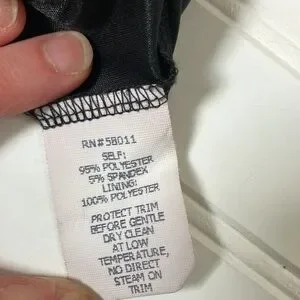 RN#58011
SELF:
95% POLYESTER
5% SPANDEX
LINING:
100% POLYESTER
PROTECT TRIM
BEFORE GENTLE
DRY CLEAN
AT LOW
TEMPERATURE,
NO DIRECT
STEAM ON
TRIM